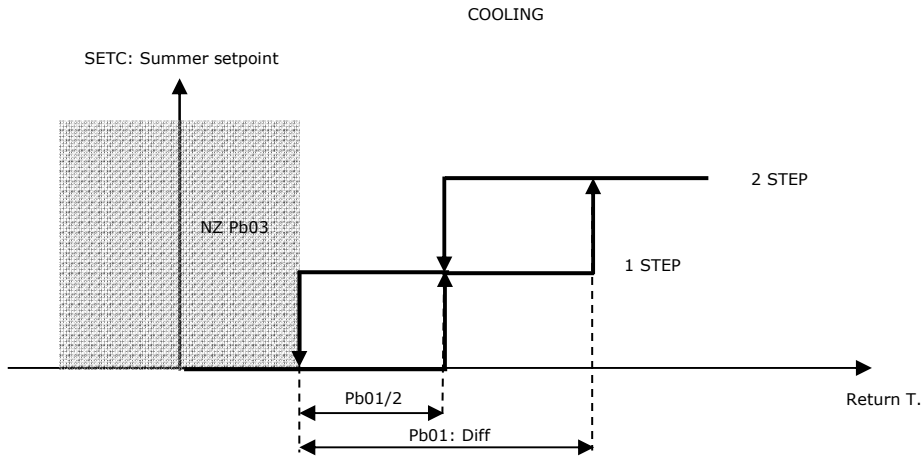 COOLING
SETC: Summer setpoint
2 STEP
NZ Pb03
1 STEP
Return T.
Pb01/2
Pb01: Diff